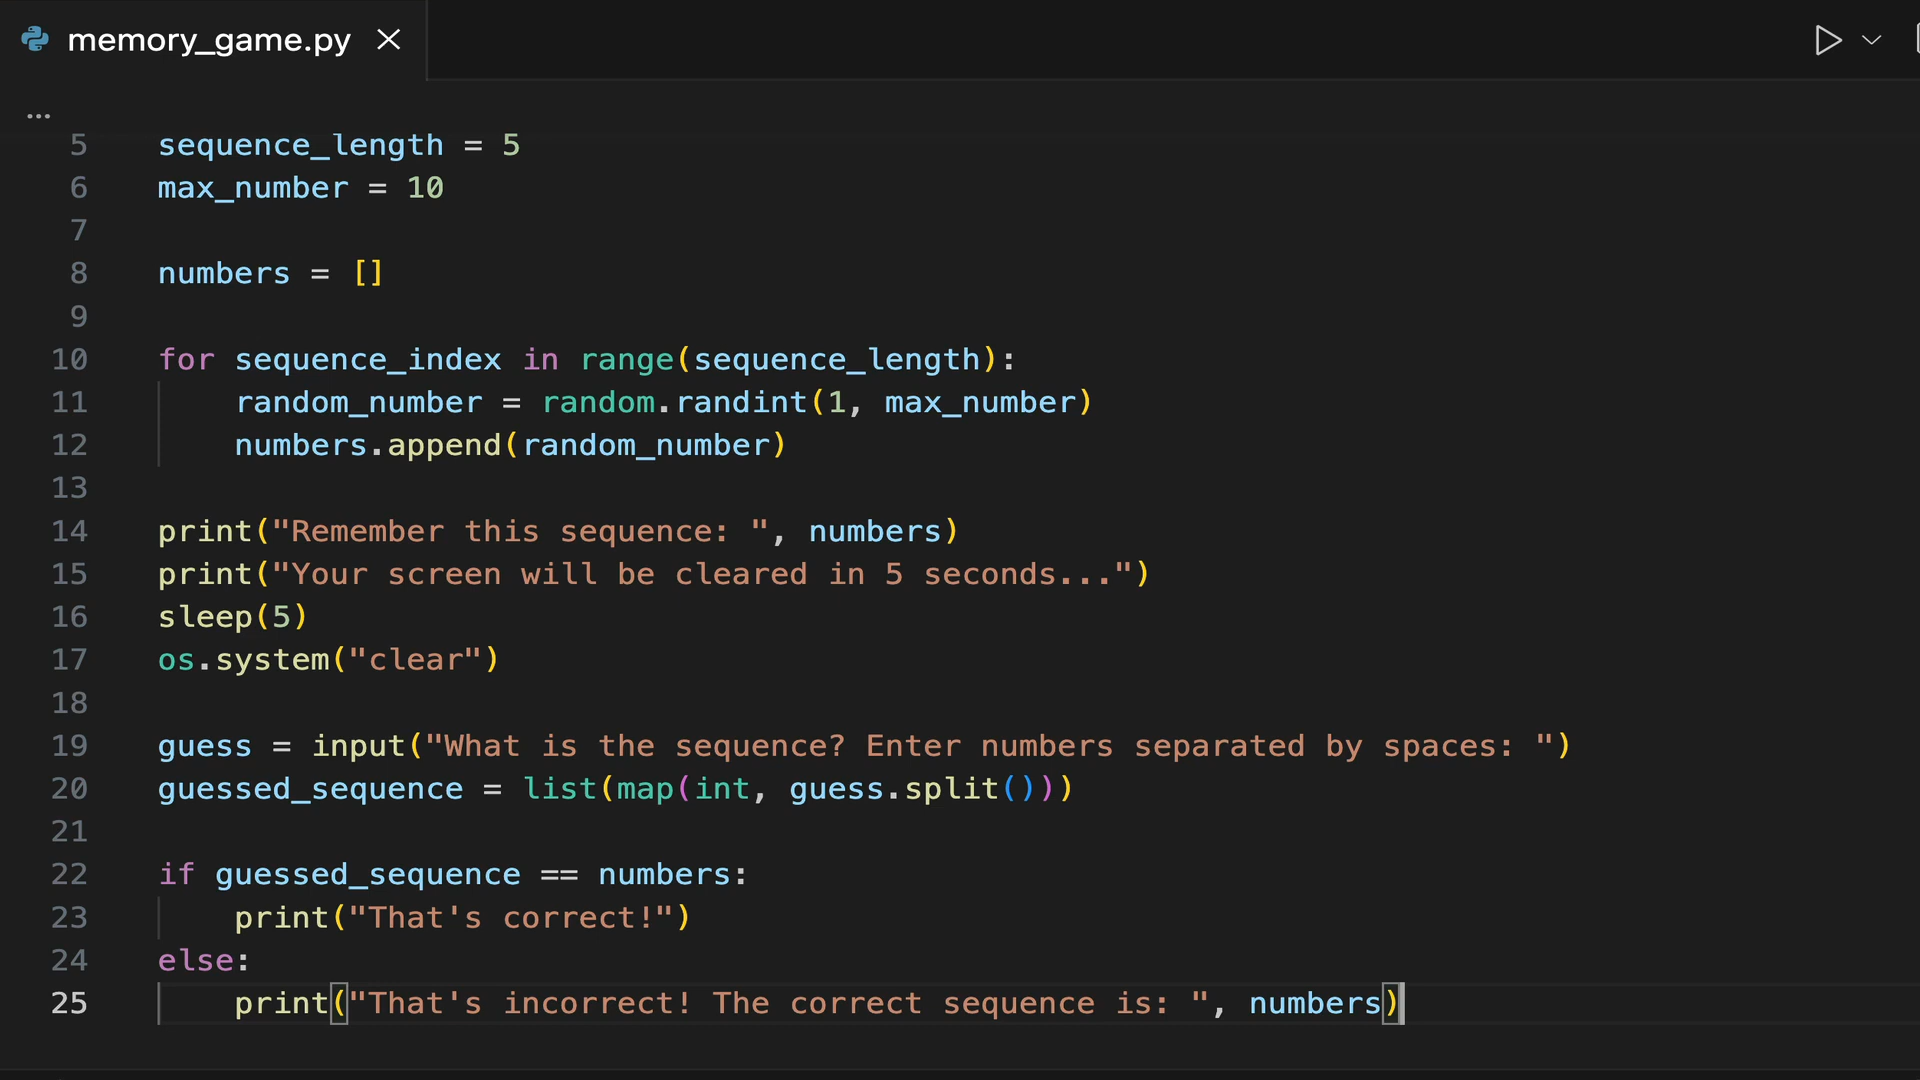 memory_game.py
...
5 sequence_length = 5
6 max_number = 10
7
8 numbers = []
9
10 for sequence_index in range(sequence_length):
11     random_number = random.randint(1, max_number)
12     numbers.append(random_number)
13
14 print("Remember this sequence: ", numbers)
15 print("Your screen will be cleared in 5 seconds...")
16 sleep(5)
17 os.system("clear")
18
19 guess = input("What is the sequence? Enter numbers separated by spaces: ")
20 guessed_sequence = list(map(int, guess.split()))
21
22 if guessed_sequence == numbers:
23     print("That's correct!")
24 else:
25     print("That's incorrect! The correct sequence is: ", numbers)